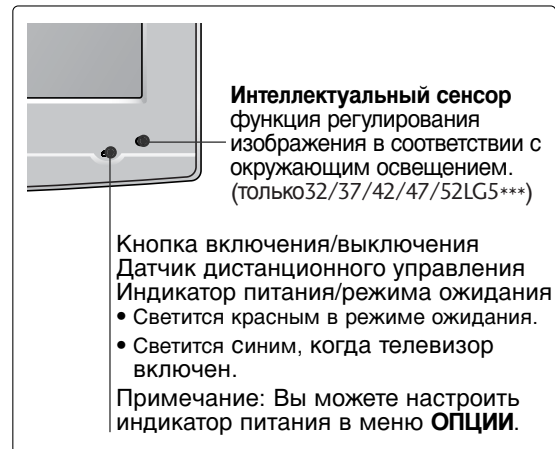 Интеллектуальный сенсор
функция регулирования
изображения в соответствии с
окружающим освещением.
(только32/37/42/47/52LG5***)
Кнопка включения/выключения
Датчик дистанционного управления
Индикатор питания/режима ожидания
• Светится красным в режиме ожидания.
• Светится синим, когда телевизор
включен.
Примечание: Вы можете настроить
индикатор питания в меню ОПЦИИ.